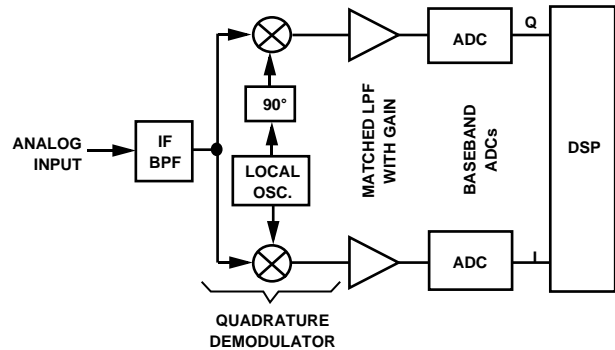 ADC
Q
90°
MATCHED LPF
WITH GAIN
BASEBAND
ADCs
DSP
ANALOG
INPUT
IF
BPF
LOCAL
OSC.
ADC
I
QUADRATURE
DEMODULATOR